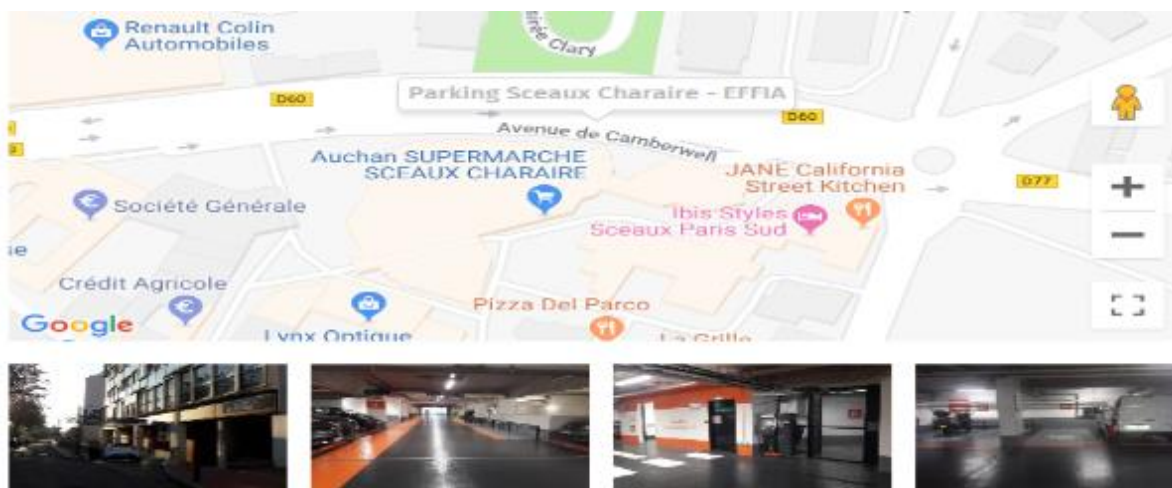 Renault Colin
Automobiles
irée Clary
D60
Parking Sceaux Charaire - EFFIA
D60
Avenue de Camberwell
Auchan SUPERMARCHE
SCEAUX CHARAIRE
JANE California
Street Kitchen
D77
Société Générale
Ibis Styles
Sceaux Paris Sud
se
Crédit Agricole
Pizza Del Parco
Google
Lynx Optique
La Grille